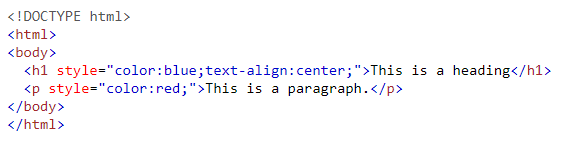 <!DOCTYPE html>
<html>
<body>
  <h1 style="color:blue;text-align:center;">This is a heading</h1>
  <p style="color:red;">This is a paragraph.</p>
</body>
</html>